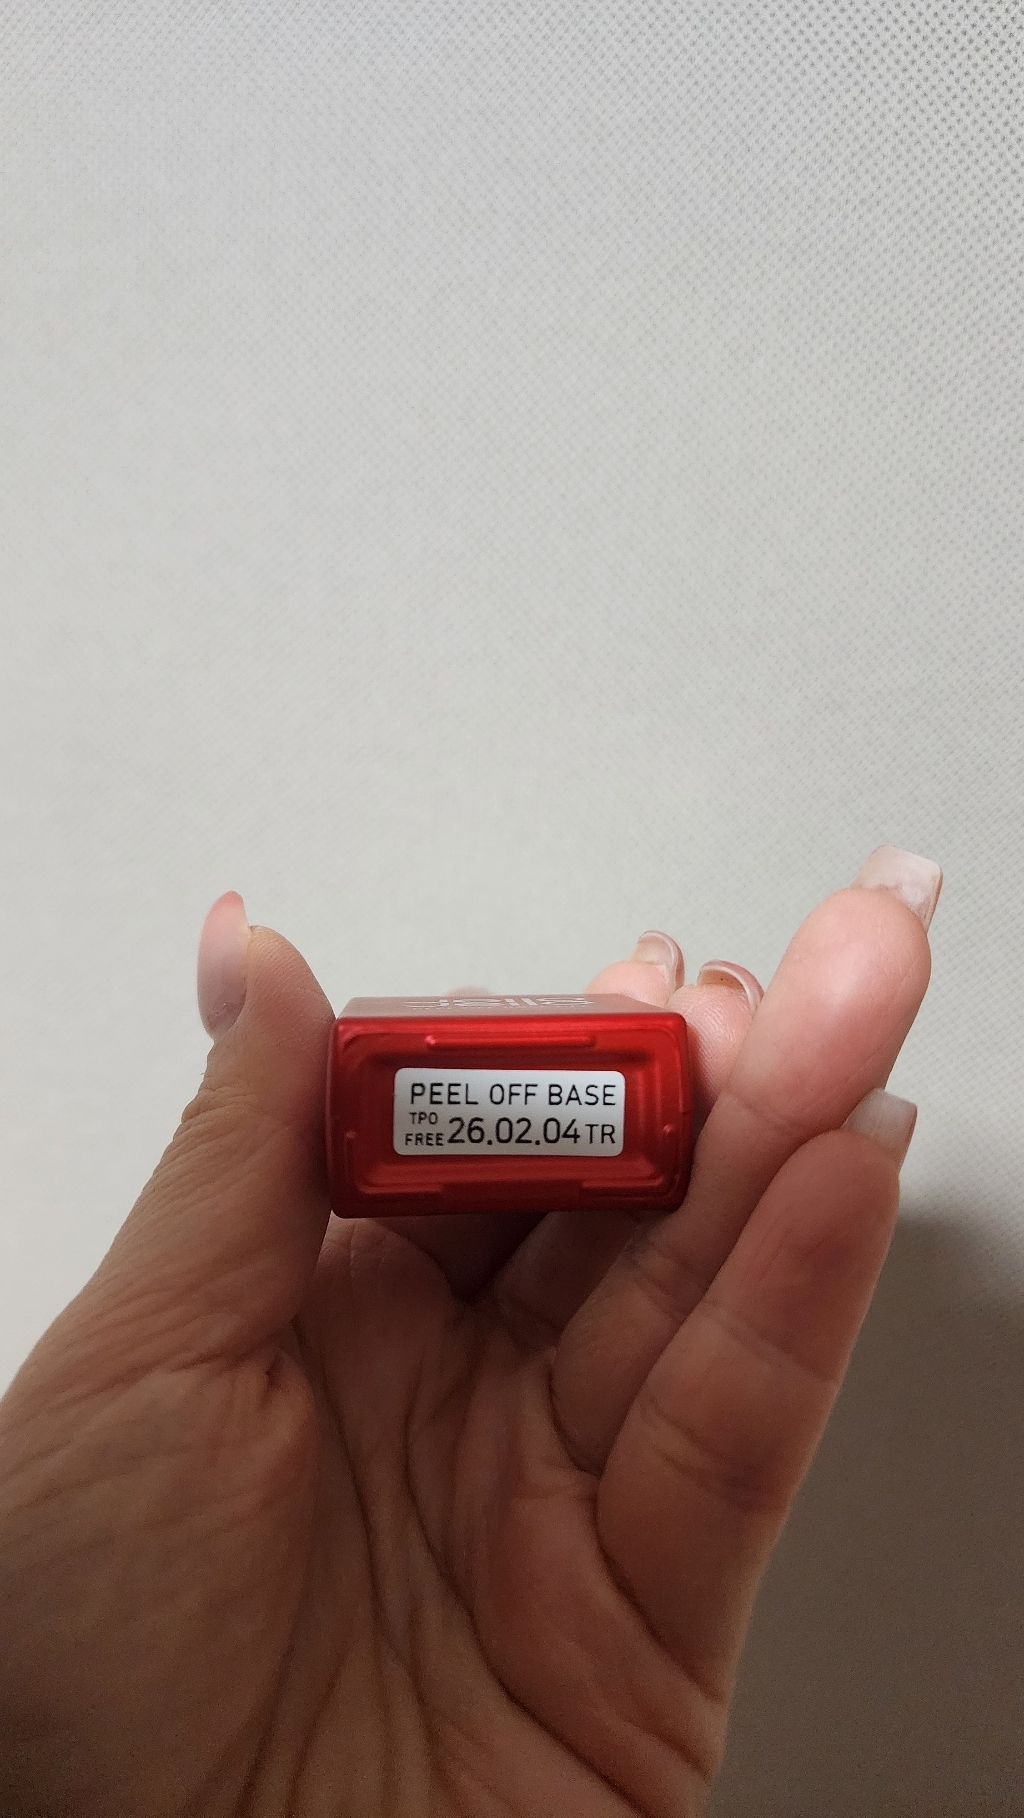 PEEL OFF BASE
TPO
FREE 26.02.04 TR